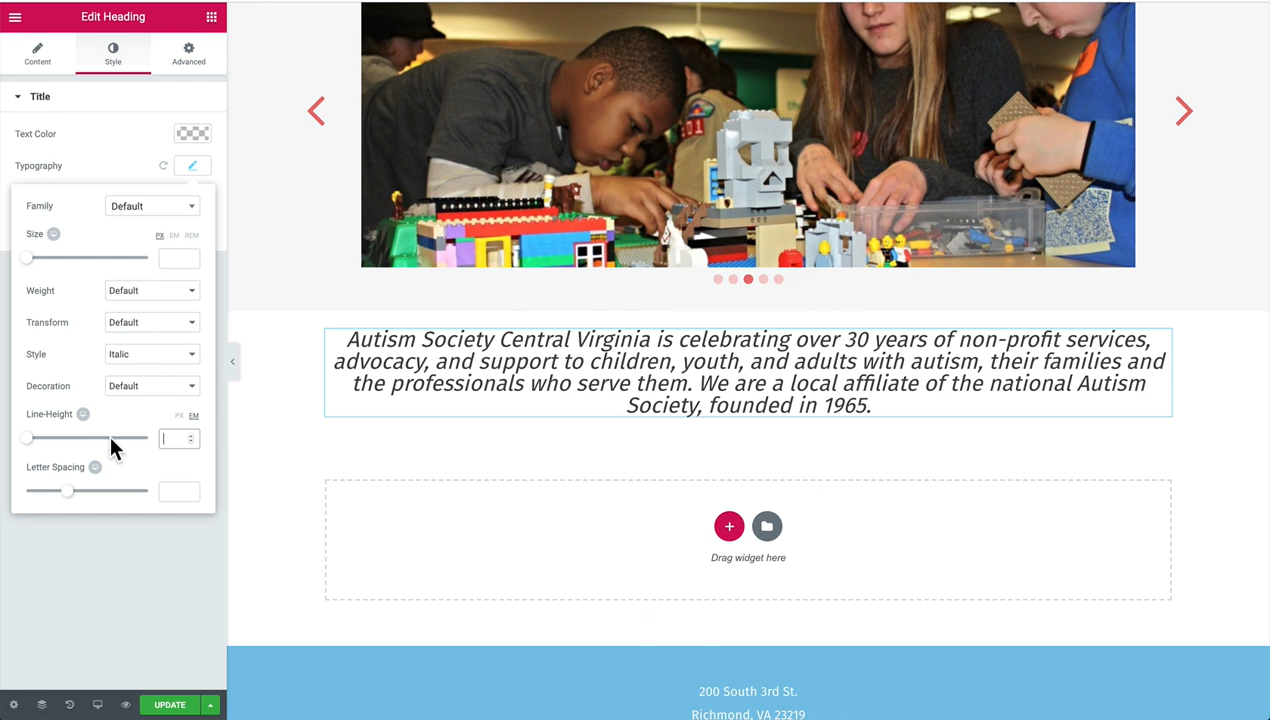 Edit Heading
Content
Style
Advanced
Title
Text Color
Typography
Family
Default
Size
PX EM REM
Weight
Default
Transform
Default
Style
Italic
Decoration
Default
Line-Height
PX EM
Letter Spacing
UPDATE
Autism Society Central Virginia is celebrating over 30 years of non-profit services,
advocacy, and support to children, youth, and adults with autism, their families and
the professionals who serve them. We are a local affiliate of the national Autism
Society, founded in 1965.
Drag widget here
200 South 3rd St.
Richmond, VA 23219